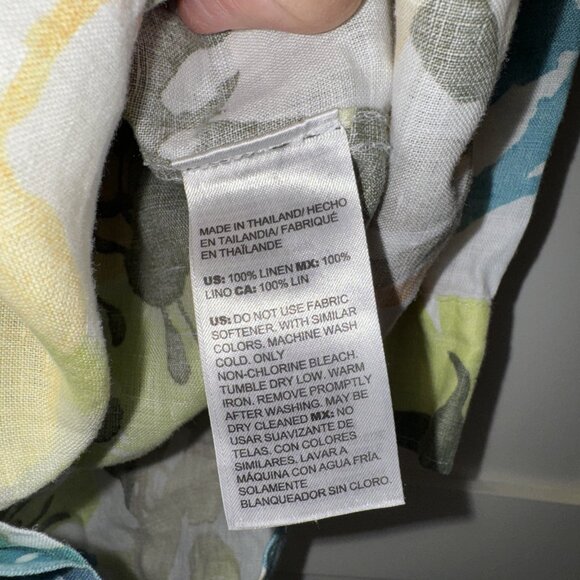 MADE IN THAILAND/ HECHO
EN TAILANDIA/ FABRIQUÉ
EN THAÏLANDE
US: 100% LINEN MX: 100%
LINO CA: 100% LIN
US: DO NOT USE FABRIC
SOFTENER. WITH SIMILAR
COLORS. MACHINE WASH
COLD. ONLY
NON-CHLORINE BLEACH.
TUMBLE DRY LOW. WARM
IRON. REMOVE PROMPTLY
AFTER WASHING. MAY BE
DRY CLEANED MX: NO
USAR SUAVIZANTE DE
TELAS. CON COLORES
SIMILARES. LAVAR A
MÁQUINA CON AGUA FRÍA.
SOLAMENTE
BLANQUEADOR SIN CLORO.